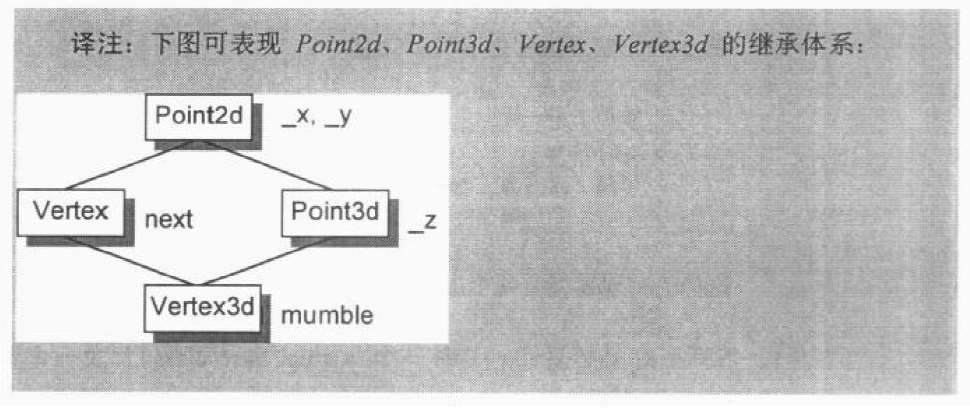 译注：下图可表现 Point2d、Point3d、Vertex、Vertex3d 的继承体系：
Point2d _x, _y
Vertex next Point3d _z
Vertex3d mumble